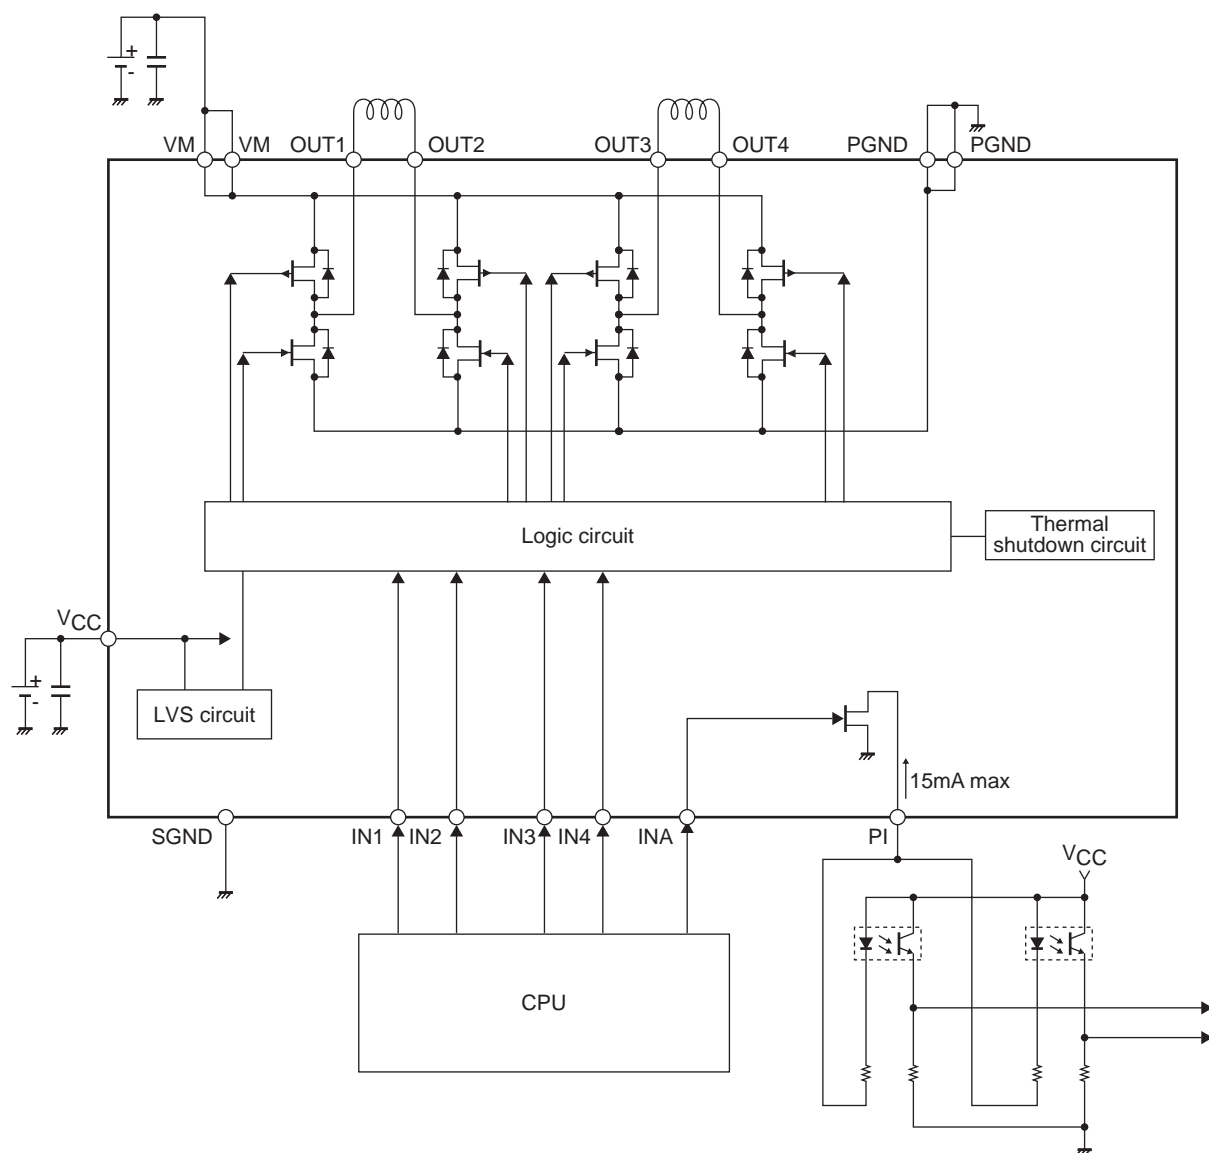 +
-
VM
VM
OUT1
OUT2
OUT3
OUT4
PGND
PGND
Logic circuit
Thermal
shutdown circuit
VCC
+
-
LVS circuit
15mA max
SGND
IN1
IN2
IN3
IN4
INA
PI
VCC
CPU